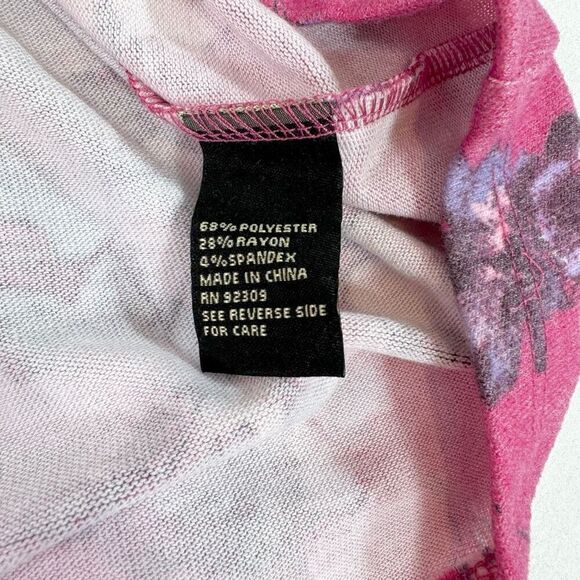 68% POLYESTER
28% RAYON
4% SPANDEX
MADE IN CHINA
RN 92309
SEE REVERSE SIDE
FOR CARE